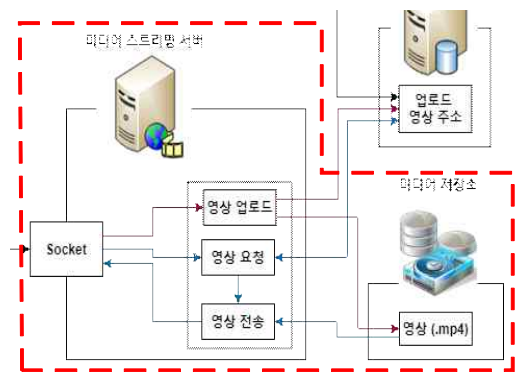 미디어 스트리밍 서버
업로드
영상 주소
미디어 저장소
영상 업로드
Socket
영상 요청
영상 전송
영상 (.mp4)